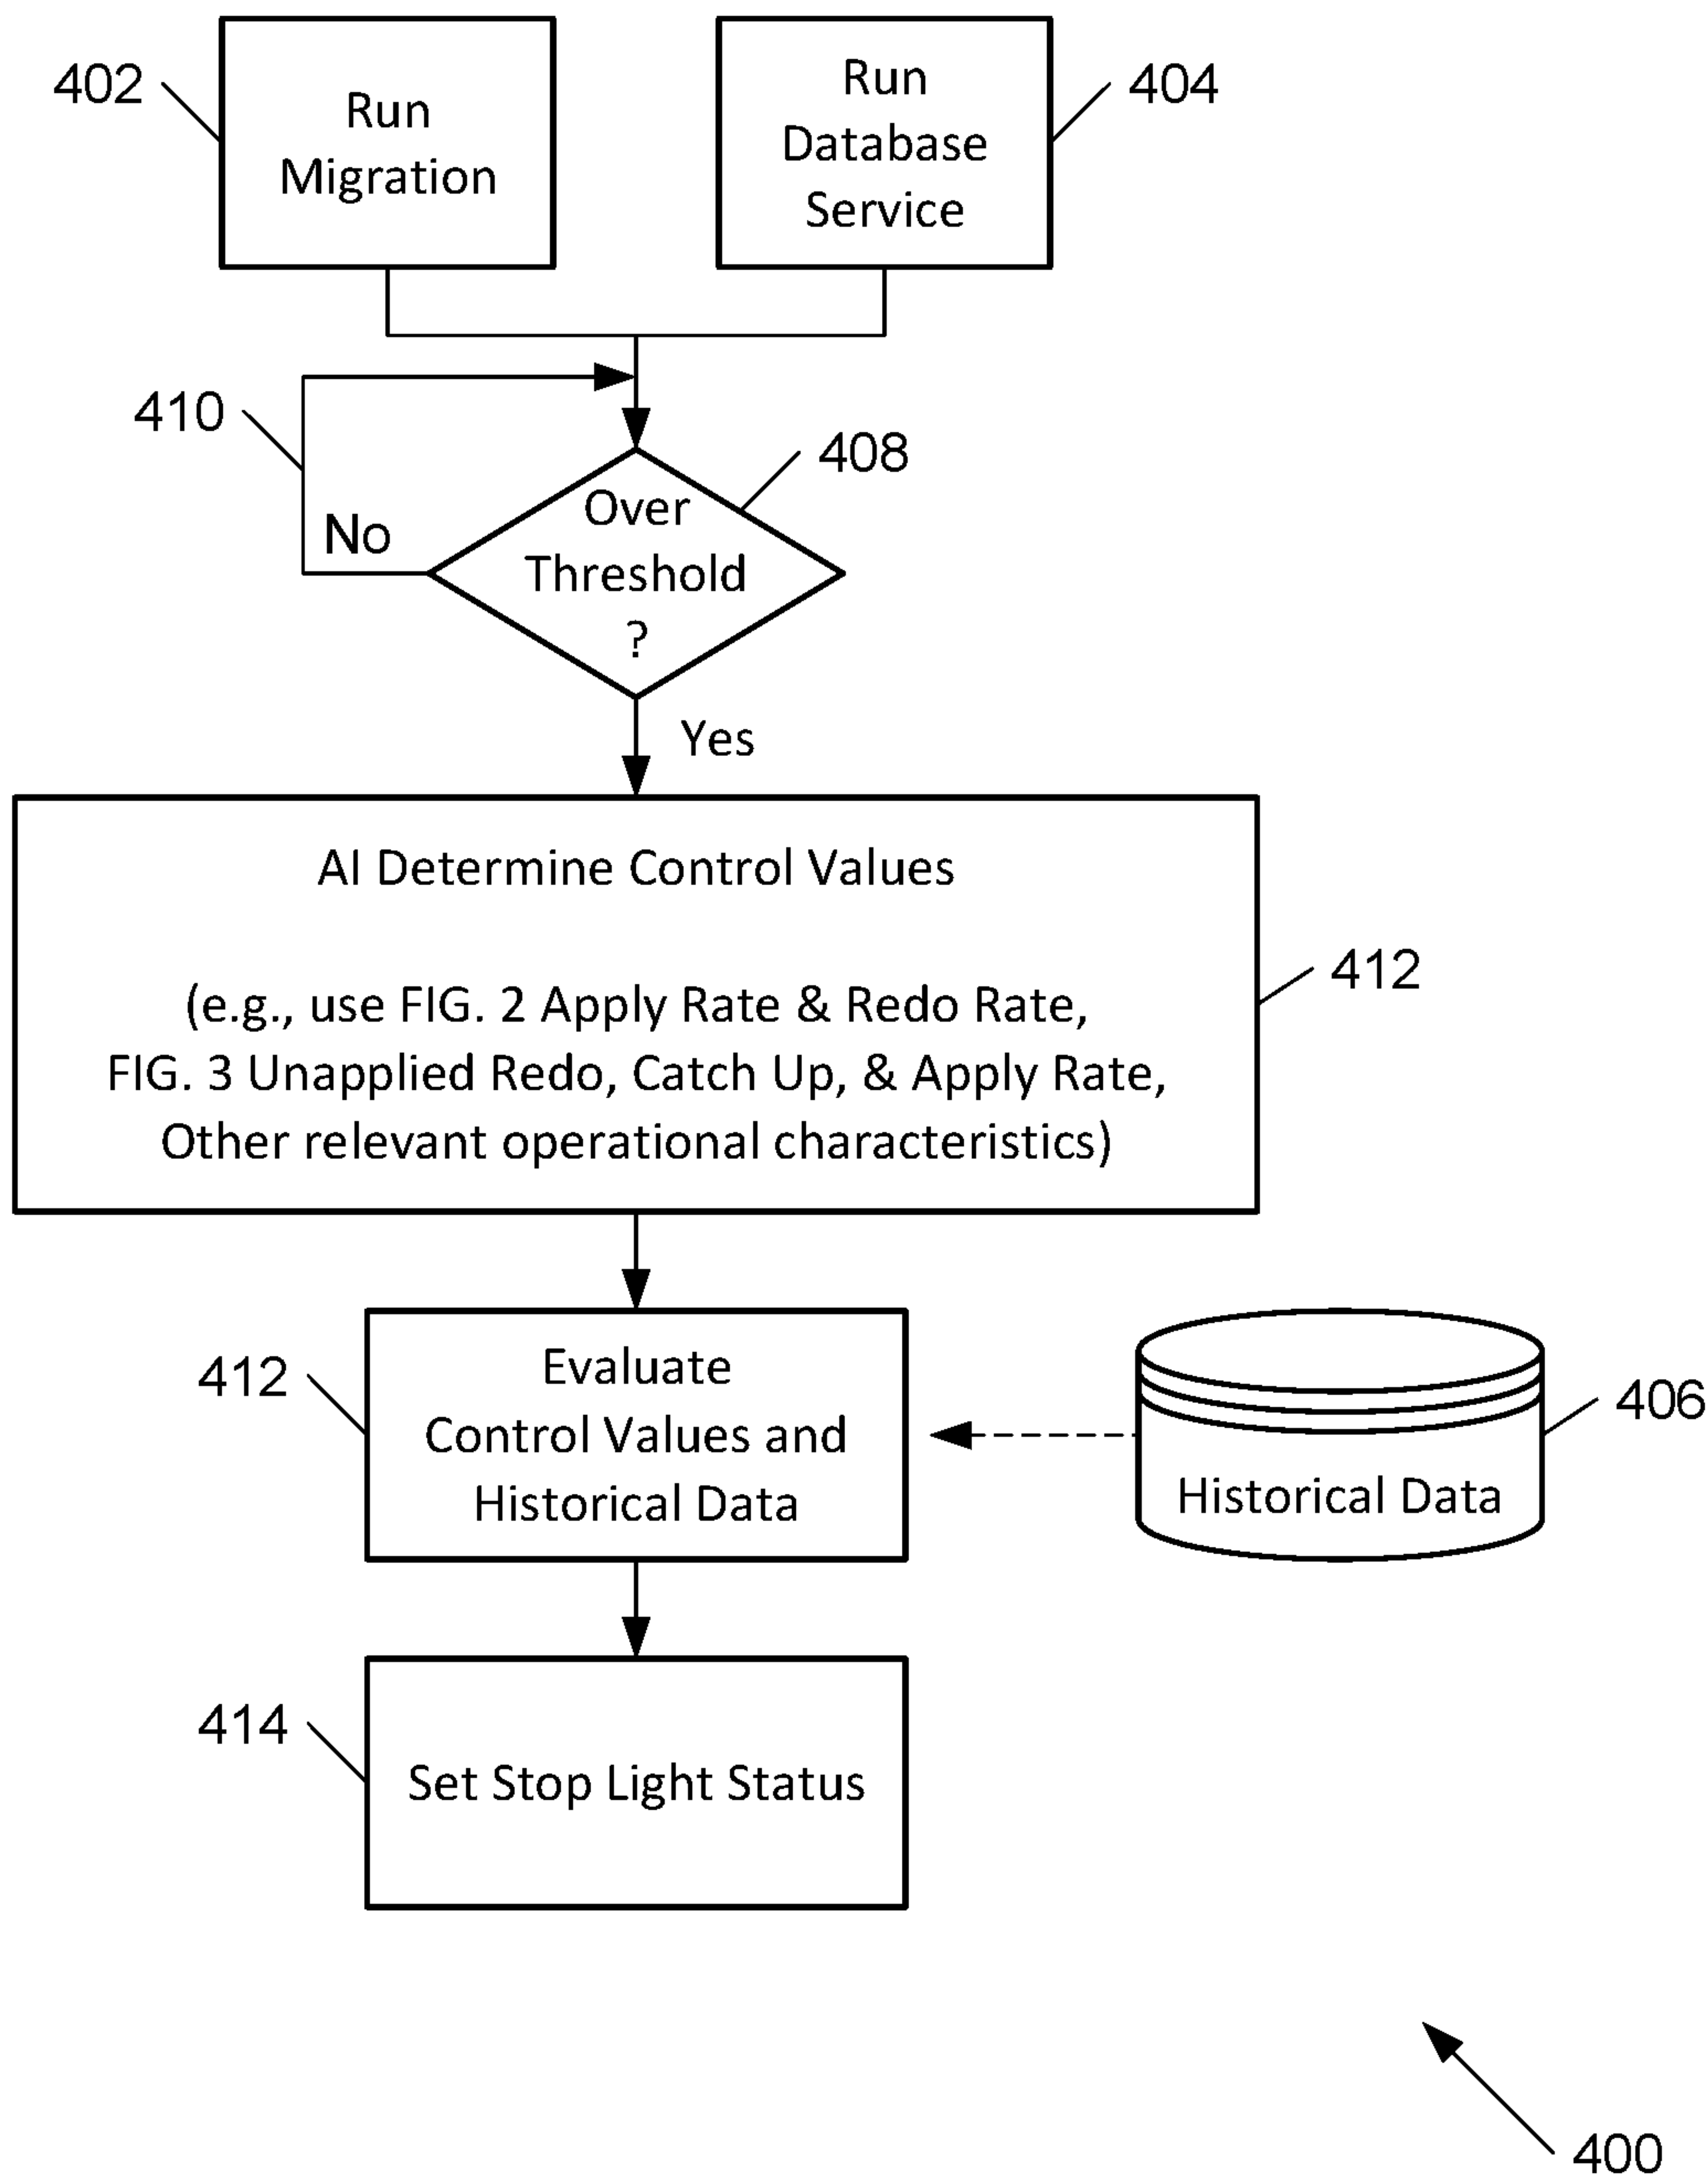 402
Run
Migration
Run
Database
Service
404
410
408
Over
Threshold
?
No
Yes
AI Determine Control Values
(e.g., use FIG. 2 Apply Rate & Redo Rate,
FIG. 3 Unapplied Redo, Catch Up, & Apply Rate,
Other relevant operational characteristics)
412
412
Evaluate
Control Values and
Historical Data
Historical Data
406
414
Set Stop Light Status
400